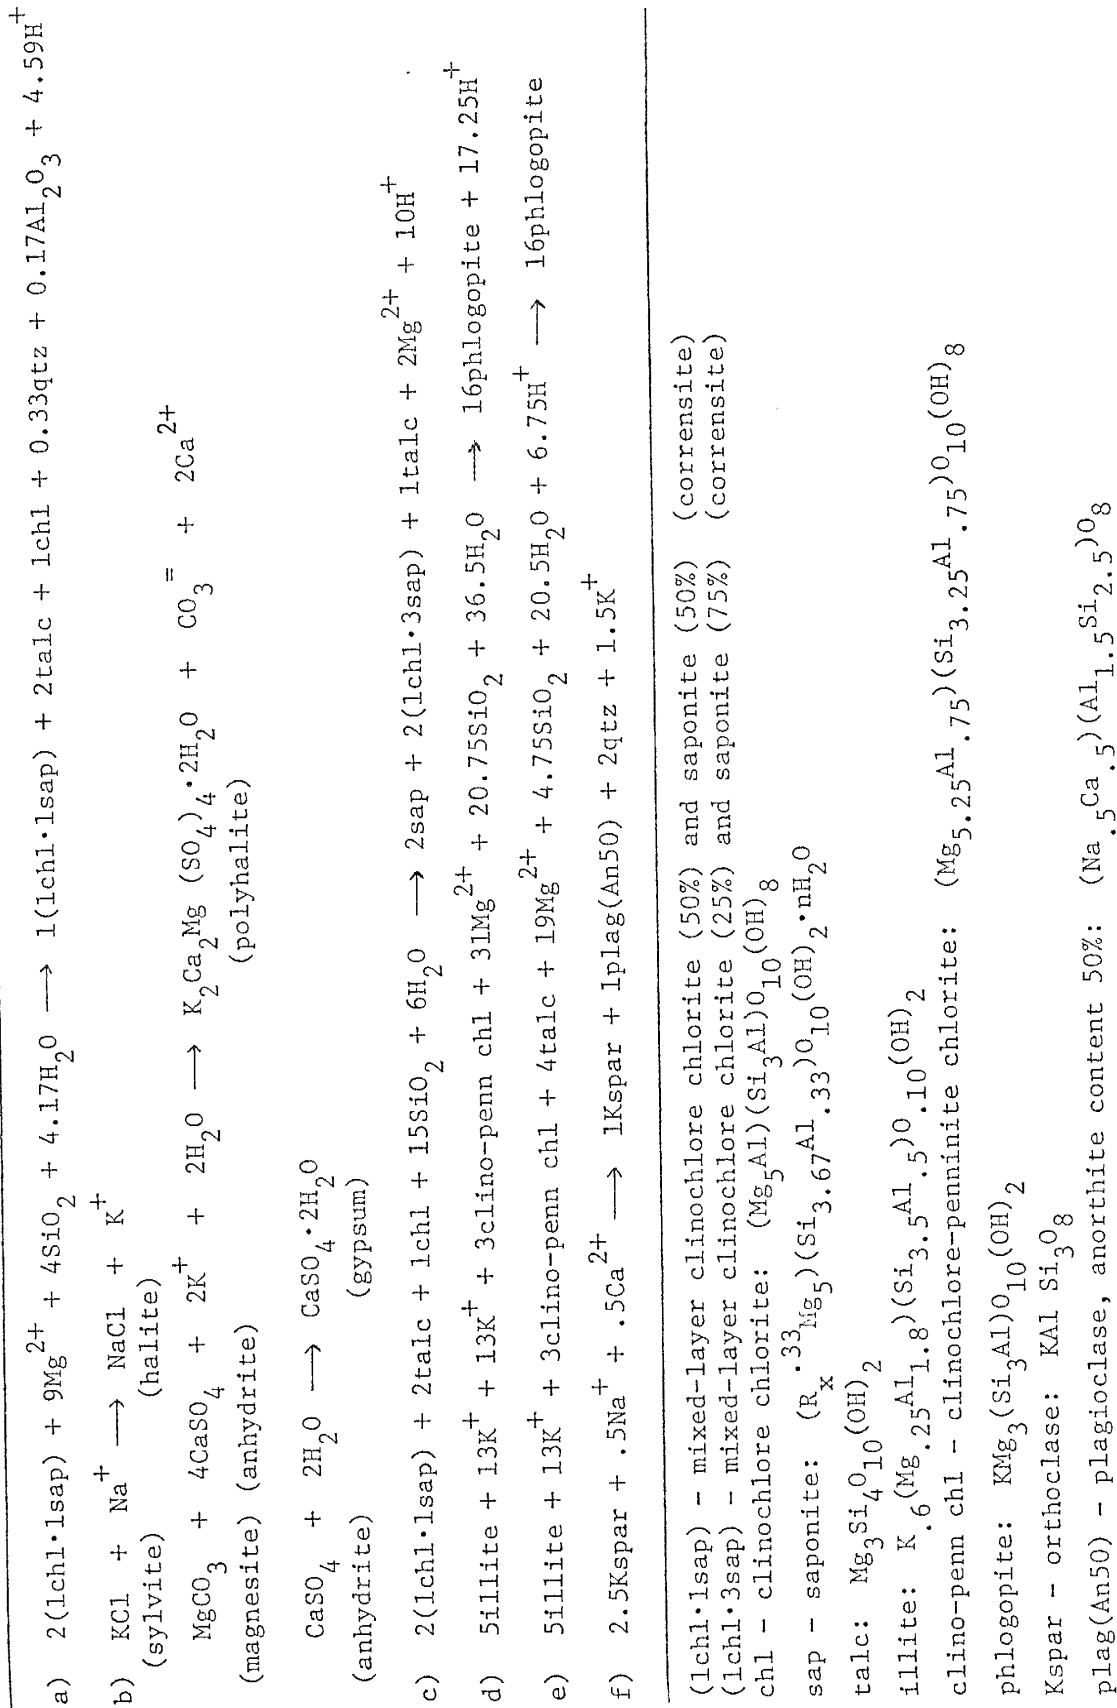 a) 2(1chl·1sap) + 9Mg²⁺ + 4SiO₂ + 4.17H₂O ⟶ 1(1chl·1sap) + 2talc + 1chl + 0.33qtz + 0.17Al₂O₃ + 4.59H⁺
b) KCl + Na⁺ ⟶ NaCl + K⁺
(sylvite) (halite)
MgCO₃ + 4CaSO₄ + 2K⁺ + 2H₂O ⟶ K₂Ca₂Mg (SO₄)₄·2H₂O + CO₃⁼ + 2Ca²⁺
(magnesite) (anhydrite) (polyhalite)
CaSO₄ + 2H₂O ⟶ CaSO₄·2H₂O
(anhydrite) (gypsum)
c) 2(1chl·1sap) + 2talc + 1chl + 15SiO₂ + 6H₂O ⟶ 2sap + 2(1chl·3sap) + 1talc + 2Mg²⁺ + 10H⁺
d) 5illite + 13K⁺ + 3clino-penn chl + 31Mg²⁺ + 20.75SiO₂ + 36.5H₂O ⟶ 16phlogopite + 17.25H⁺
e) 5illite + 13K⁺ + 3clino-penn chl + 4talc + 19Mg²⁺ + 4.75SiO₂ + 20.5H₂O + 6.75H⁺ ⟶ 16phlogopite
f) 2.5Kspar + .5Na⁺ + .5Ca²⁺ ⟶ 1Kspar + 1plag(An50) + 2qtz + 1.5K⁺
(1chl·1sap) - mixed-layer clinochlore chlorite (50%) and saponite (50%) (corrensite)
(1chl·3sap) - mixed-layer clinochlore chlorite (25%) and saponite (75%) (corrensite)
chl - clinochlore chlorite: (Mg₅Al)(Si₃Al)O₁₀(OH)₈
sap - saponite: (Rₓ.₃₃Mg₅)(Si₃.₆₇Al.₃₃)O₁₀(OH)₂·nH₂O
talc: Mg₃Si₄O₁₀(OH)₂
illite: K.₆(Mg.₂₅Al₁.₈)(Si₃.₅Al.₅)O.₁₀(OH)₂
clino-penn chl - clinochlore-penninite chlorite: (Mg₅.₂₅Al.₇₅)(Si₃.₂₅Al.₇₅)O₁₀(OH)₈
phlogopite: KMg₃(Si₃Al)O₁₀(OH)₂
Kspar - orthoclase: KAl Si₃O₈
plag(An50) - plagioclase, anorthite content 50%: (Na.₅Ca.₅)(Al₁.₅Si₂.₅)O₈